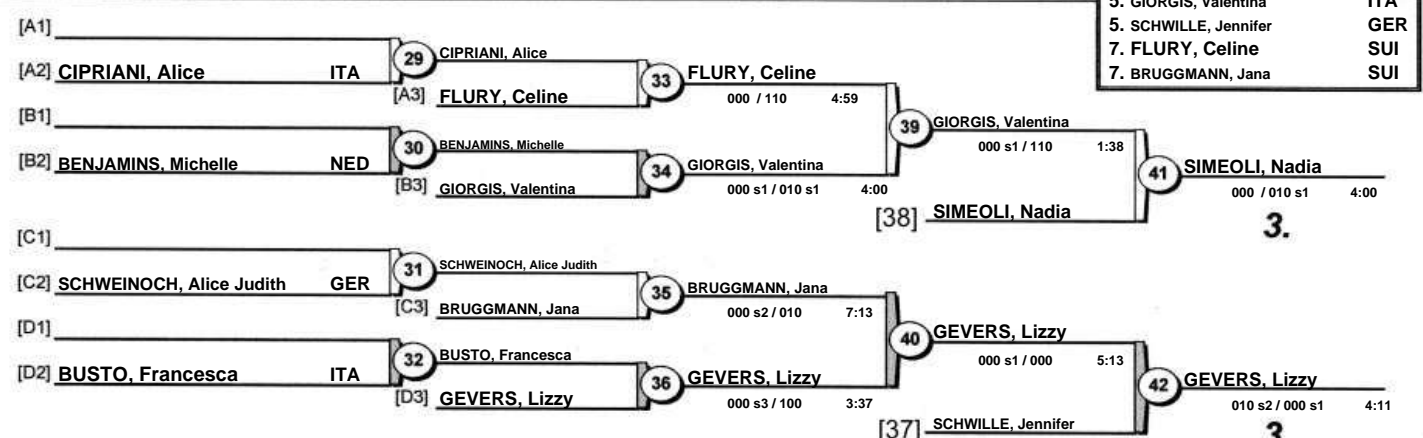 5. GIORGIS, Valentina ITA
5. SCHWILLE, Jennifer GER
7. FLURY, Celine SUI
7. BRUGGMANN, Jana SUI
[A1]
[A2] CIPRIANI, Alice ITA
29
CIPRIANI, Alice
[A3] FLURY, Celine
33
FLURY, Celine
000 / 110 4:59
[B1]
[B2] BENJAMINS, Michelle NED
30
BENJAMINS, Michelle
[B3] GIORGIS, Valentina
34
GIORGIS, Valentina
000 s1 / 010 s1 4:00
39
GIORGIS, Valentina
000 s1 / 110 1:38
[38] SIMEOLI, Nadia
41
SIMEOLI, Nadia
000 / 010 s1 4:00
3.
[C1]
[C2] SCHWEINOCH, Alice Judith GER
31
SCHWEINOCH, Alice Judith
[C3] BRUGGMANN, Jana
35
BRUGGMANN, Jana
000 s2 / 010 7:13
[D1]
[D2] BUSTO, Francesca ITA
32
BUSTO, Francesca
[D3] GEVERS, Lizzy
36
GEVERS, Lizzy
000 s3 / 100 3:37
40
GEVERS, Lizzy
000 s1 / 000 5:13
[37] SCHWILLE, Jennifer
42
GEVERS, Lizzy
010 s2 / 000 s1 4:11
3